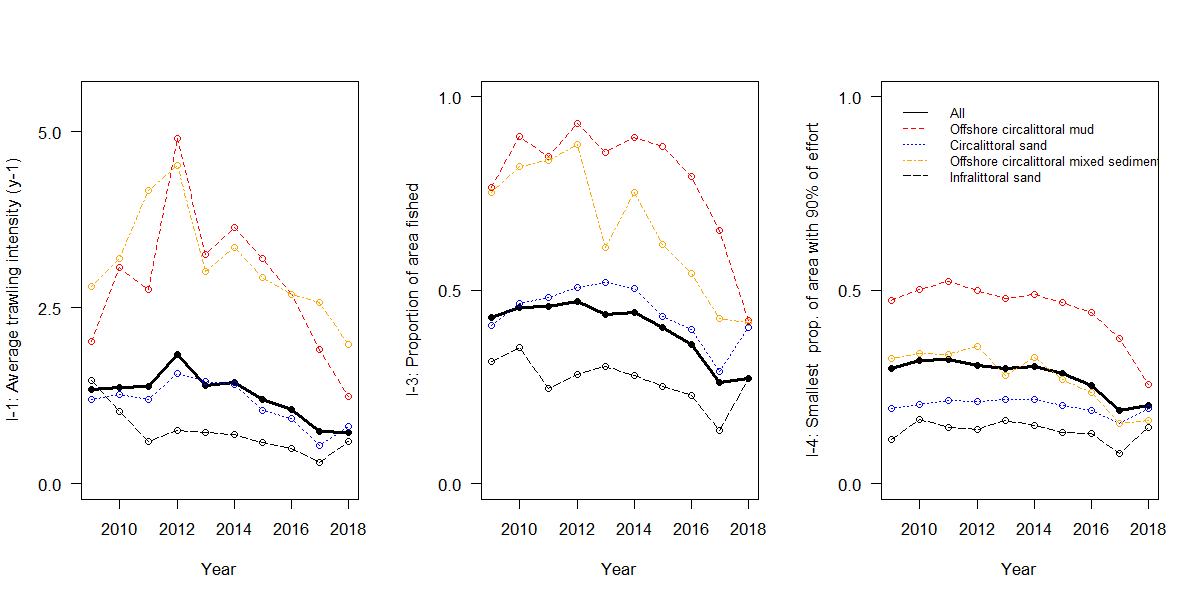 I-1: Average trawling intensity (y-1)
5.0
2.5
0.0
2010 2012 2014 2016 2018
Year
I-3: Proportion of area fished
1.0
0.5
0.0
2010 2012 2014 2016 2018
Year
I-4: Smallest prop. of area with 90% of effort
1.0
0.5
0.0
All
Offshore circalittoral mud
Circalittoral sand
Offshore circalittoral mixed sediment
Infralittoral sand
2010 2012 2014 2016 2018
Year